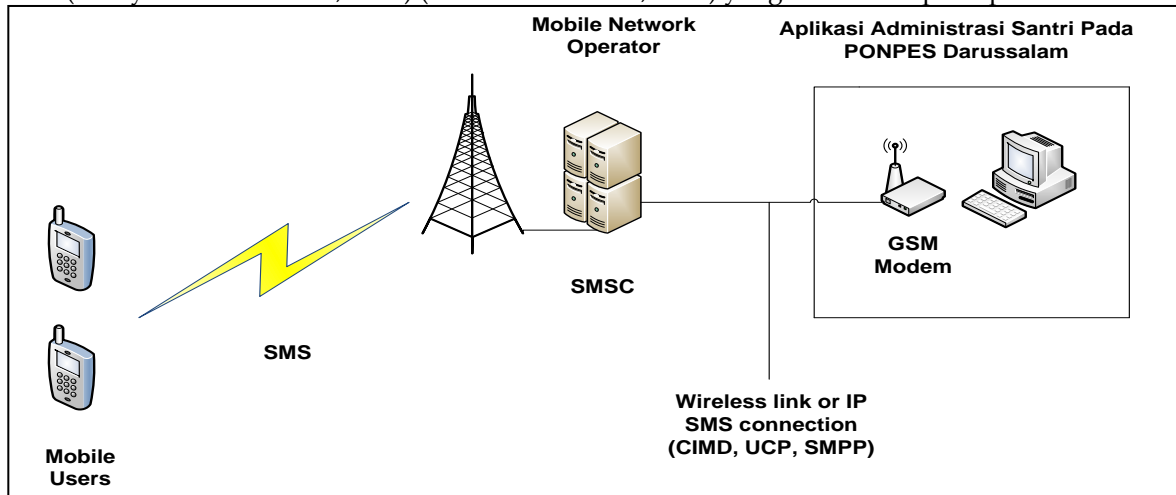 Mobile Network
Operator
Aplikasi Administrasi Santri Pada
PONPES Darussalam
GSM
Modem
SMSC
SMS
Wireless link or IP
SMS connection
(CIMD, UCP, SMPP)
Mobile
Users